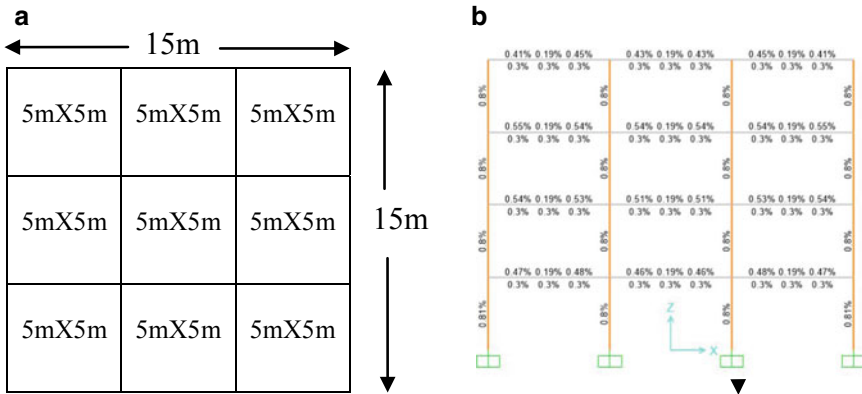 a
15m
5mX5m 5mX5m 5mX5m
5mX5m 5mX5m 5mX5m
15m
5mX5m 5mX5m 5mX5m
b
0.41% 0.19% 0.45% 0.43% 0.19% 0.43% 0.45% 0.19% 0.41%
0.3% 0.3% 0.3% 0.3% 0.3% 0.3% 0.3% 0.3% 0.3%
0.8% 0.8% 0.8% 0.8%
0.55% 0.19% 0.54% 0.54% 0.19% 0.54% 0.54% 0.19% 0.55%
0.3% 0.3% 0.3% 0.3% 0.3% 0.3% 0.3% 0.3% 0.3%
0.8% 0.8% 0.8% 0.8%
0.54% 0.19% 0.53% 0.51% 0.19% 0.51% 0.53% 0.19% 0.54%
0.3% 0.3% 0.3% 0.3% 0.3% 0.3% 0.3% 0.3% 0.3%
0.8% 0.8% 0.8% 0.8%
0.47% 0.19% 0.48% 0.46% 0.19% 0.46% 0.48% 0.19% 0.47%
0.3% 0.3% 0.3% 0.3% 0.3% 0.3% 0.3% 0.3% 0.3%
0.81% 0.8% 0.8% 0.81%
Z
X